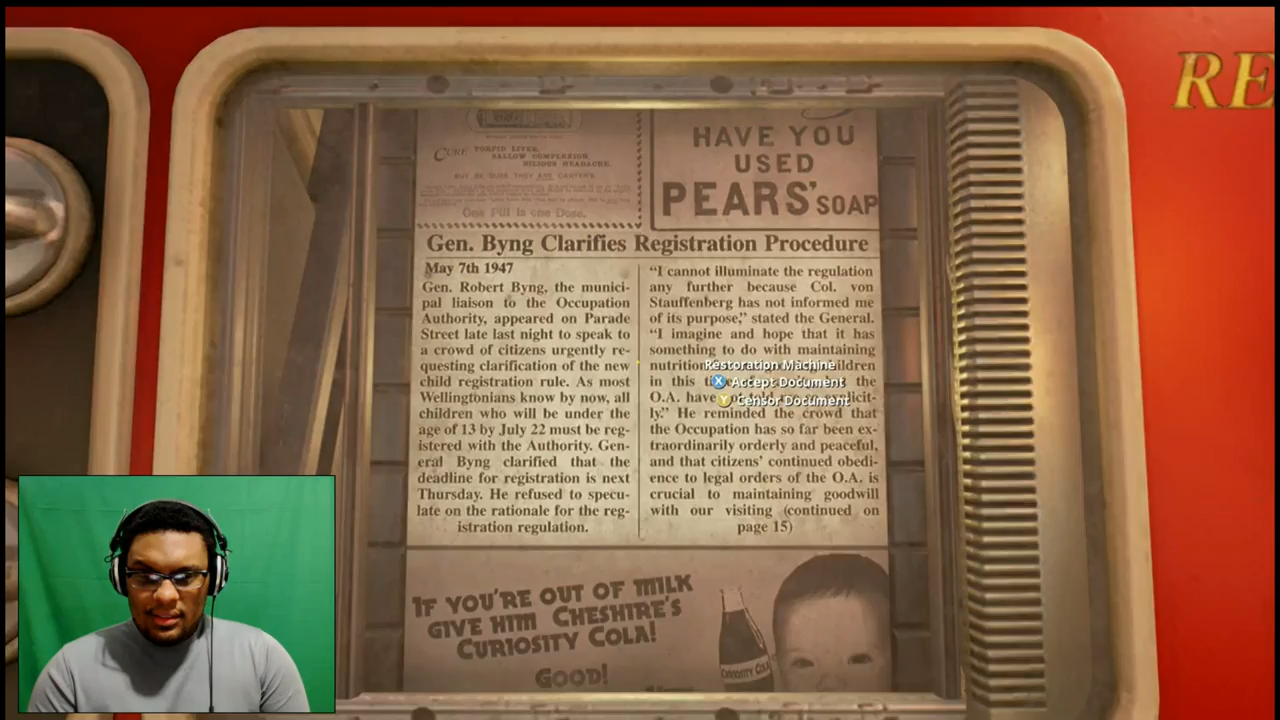 RE
CURE TORPID LIVER,
SALLOW COMPLEXION,
BILIOUS HEADACHE.
BUT BE SURE THEY ARE CARTER'S.
One Pill is one Dose.
HAVE YOU
USED
PEARS' SOAP
Gen. Byng Clarifies Registration Procedure
May 7th 1947
Gen. Robert Byng, the munici-
pal liaison to the Occupation
Authority, appeared on Parade
Street late last night to speak to
a crowd of citizens urgently re-
questing clarification of the new
child registration rule. As most
Wellingtonians know by now, all
children who will be under the
age of 13 by July 22 must be reg-
istered with the Authority. Gen-
eral Byng clarified that the
deadline for registration is next
Thursday. He refused to specu-
late on the rationale for the reg-
istration regulation.
“I cannot illuminate the regulation
any further because Col. von
Stauffenberg has not informed me
of its purpose,” stated the General.
“I imagine and hope that it has
something to do with maintaining
nutrition
in this the
O.A. have
ly.” He reminded the crowd that
the Occupation has so far been ex-
traordinarily orderly and peaceful,
and that citizens’ continued obedi-
ence to legal orders of the O.A. is
crucial to maintaining goodwill
with our visiting (continued on
page 15)
Restoration Machine
X Accept Document
Y Censor Document
IF YOU'RE OUT OF MILK
GIVE HIM CHESHIRE'S
CURIOSITY COLA!
GOOD!
CURIOSITY COLA